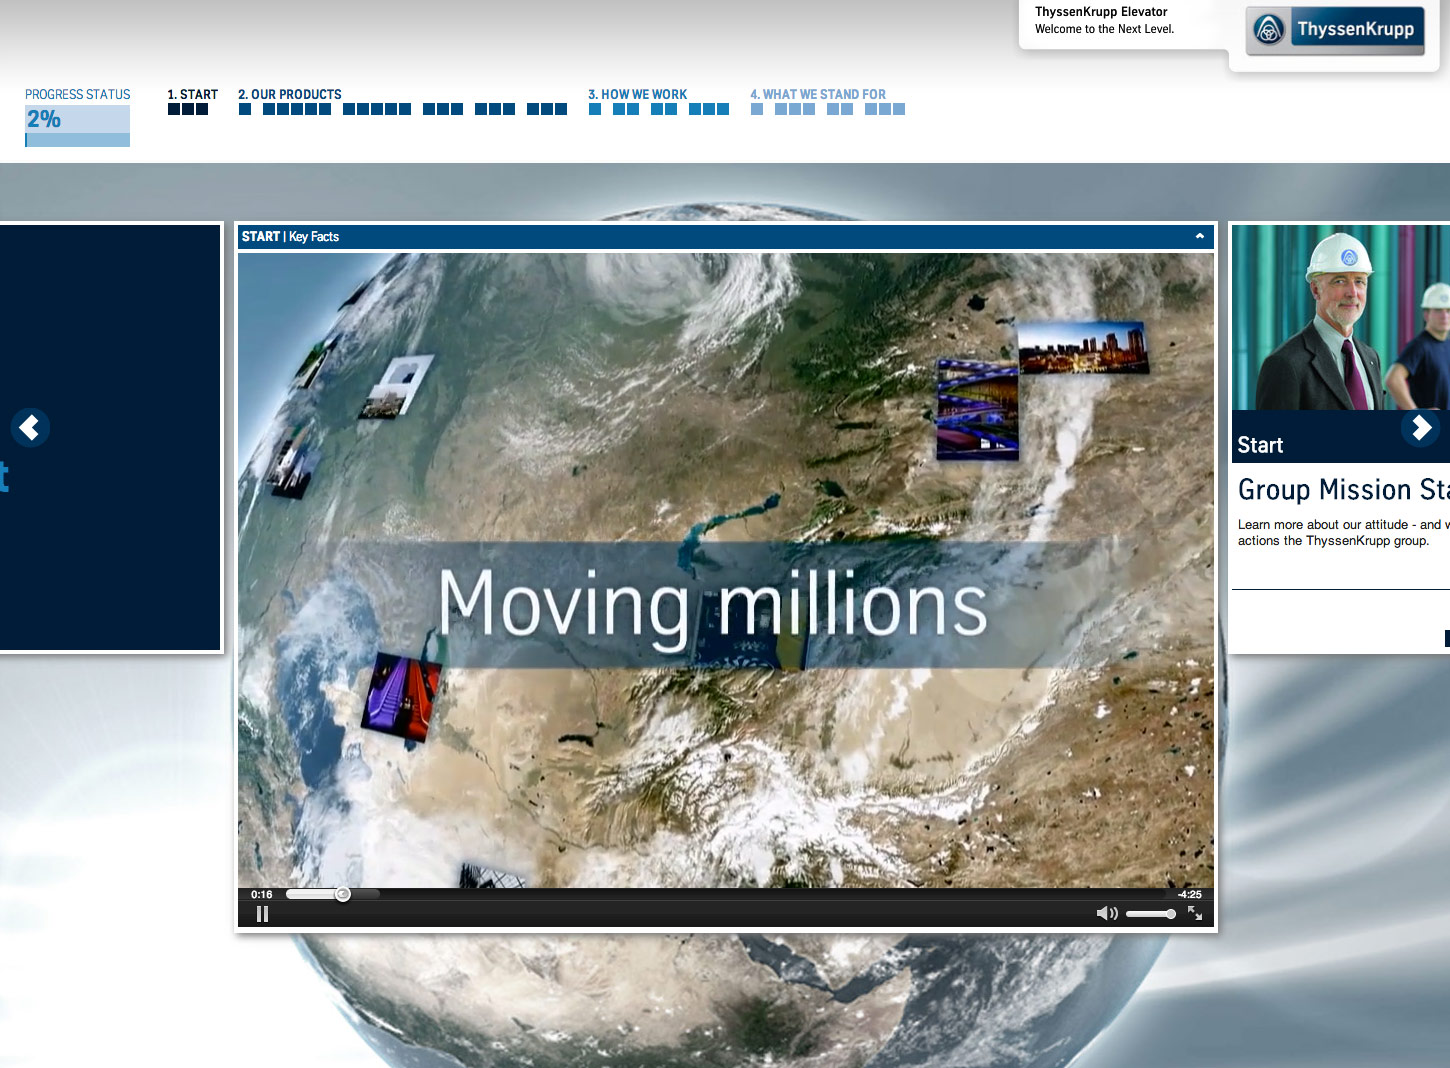 ThyssenKrupp Elevator
Welcome to the Next Level.
ThyssenKrupp
PROGRESS STATUS
2%
1. START
2. OUR PRODUCTS
3. HOW WE WORK
4. WHAT WE STAND FOR
START | Key Facts
t
Moving millions
0:16
-4:25
Start
Group Mission Sta
Learn more about our attitude - and w
actions the ThyssenKrupp group.